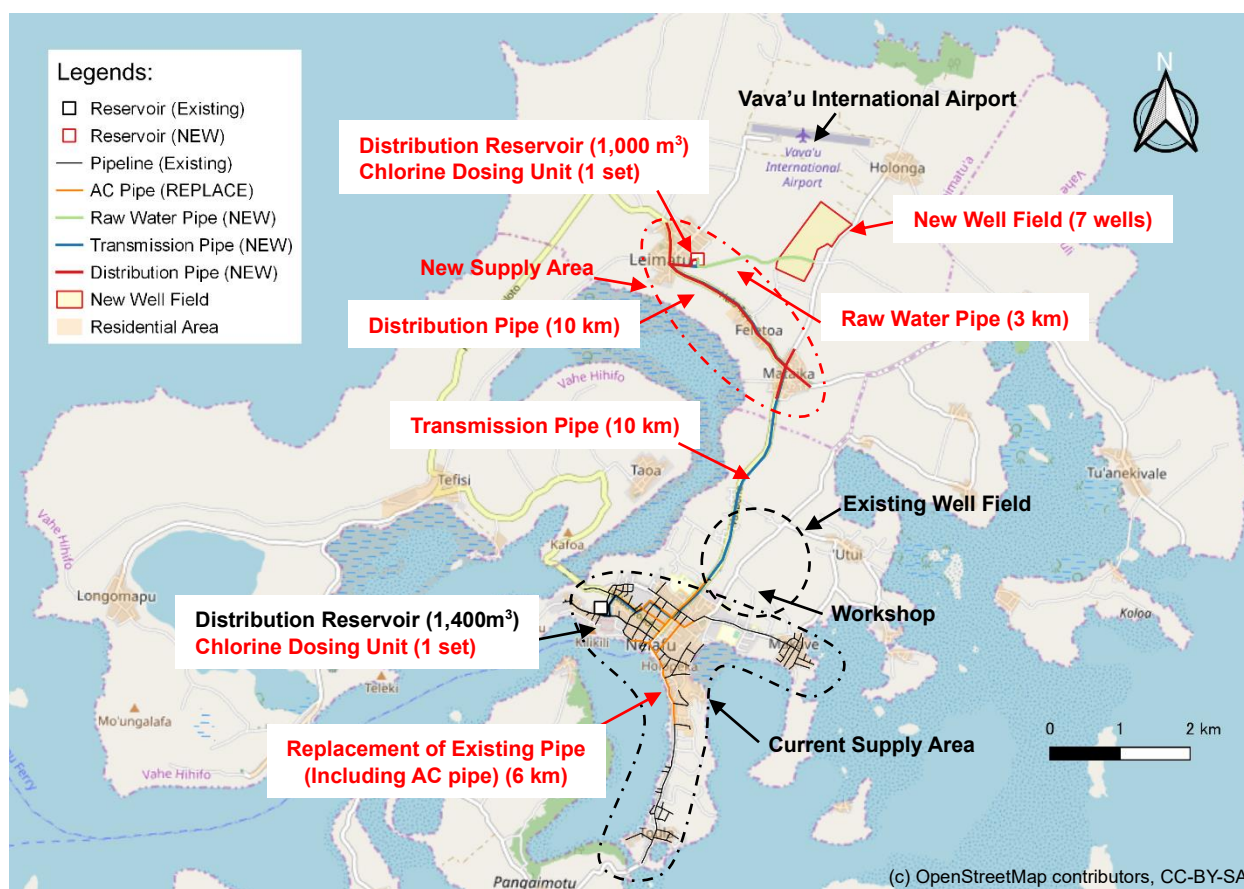 Legends:
Reservoir (Existing)
Reservoir (NEW)
Pipeline (Existing)
AC Pipe (REPLACE)
Raw Water Pipe (NEW)
Transmission Pipe (NEW)
Distribution Pipe (NEW)
New Well Field
Residential Area
N
Vava'u International Airport
Distribution Reservoir (1,000 m³)
Chlorine Dosing Unit (1 set)
Vava'u
International
Airport
Holonga
New Well Field (7 wells)
Leimatu
New Supply Area
Distribution Pipe (10 km)
Feletoa
Raw Water Pipe (3 km)
Mataika
Vahe Hihifo
Transmission Pipe (10 km)
Taoa
Tefisi
Tu'anekivale
Existing Well Field
'Utui
Kafoa
Vahe Hihifo
Longomapu
Workshop
Koloa
Distribution Reservoir (1,400m³)
Chlorine Dosing Unit (1 set)
Kilikili
Neiafu
Teleki
Mo'ungalafa
Vahe Hihifo
Replacement of Existing Pipe
(Including AC pipe) (6 km)
Current Supply Area
0 1 2 km
Ferry
Pangaimotu
(c) OpenStreetMap contributors, CC-BY-SA